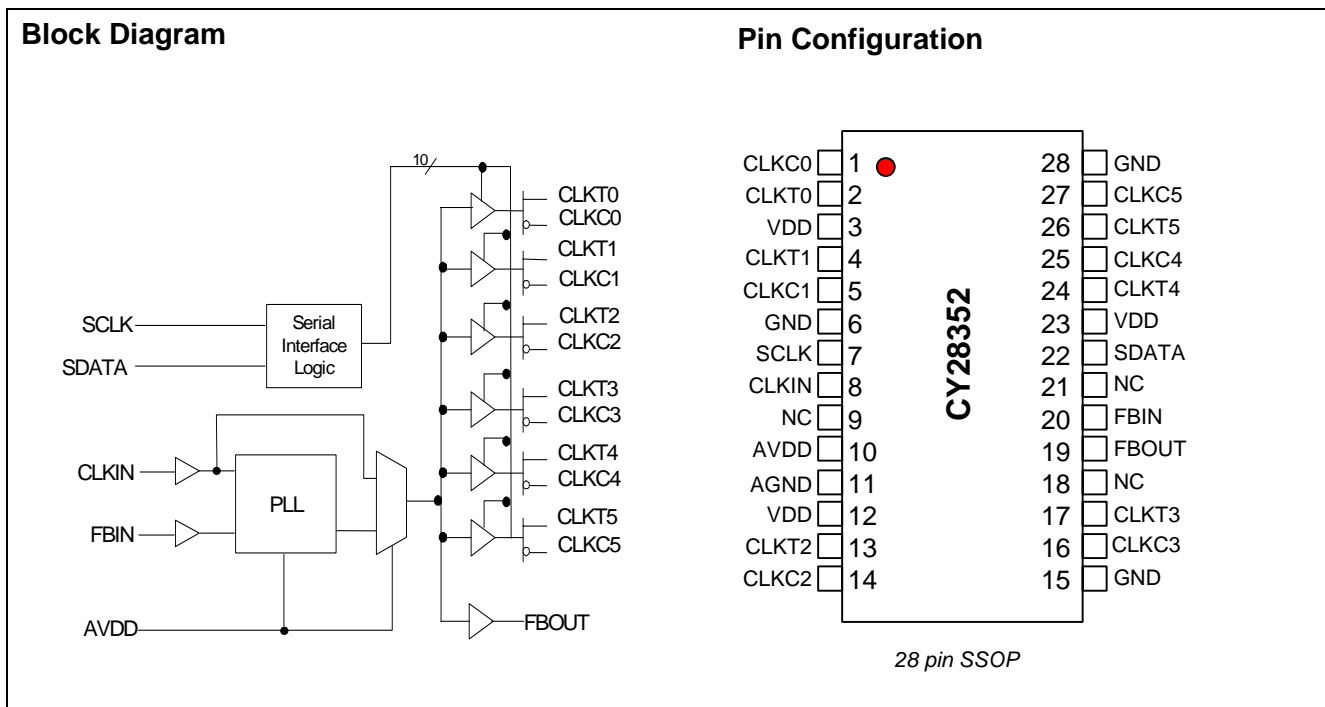 Block Diagram
10
CLKT0
CLKC0
CLKT1
CLKC1
CLKT2
CLKC2
CLKT3
CLKC3
CLKT4
CLKC4
CLKT5
CLKC5
SCLK
SDATA
Serial
Interface
Logic
CLKIN
PLL
FBIN
AVDD
FBOUT
Pin Configuration
CLKC0 1
CLKT0 2
VDD 3
CLKT1 4
CLKC1 5
GND 6
SCLK 7
CLKIN 8
NC 9
AVDD 10
AGND 11
VDD 12
CLKT2 13
CLKC2 14
CY28352
28 GND
27 CLKC5
26 CLKT5
25 CLKC4
24 CLKT4
23 VDD
22 SDATA
21 NC
20 FBIN
19 FBOUT
18 NC
17 CLKT3
16 CLKC3
15 GND
28 pin SSOP